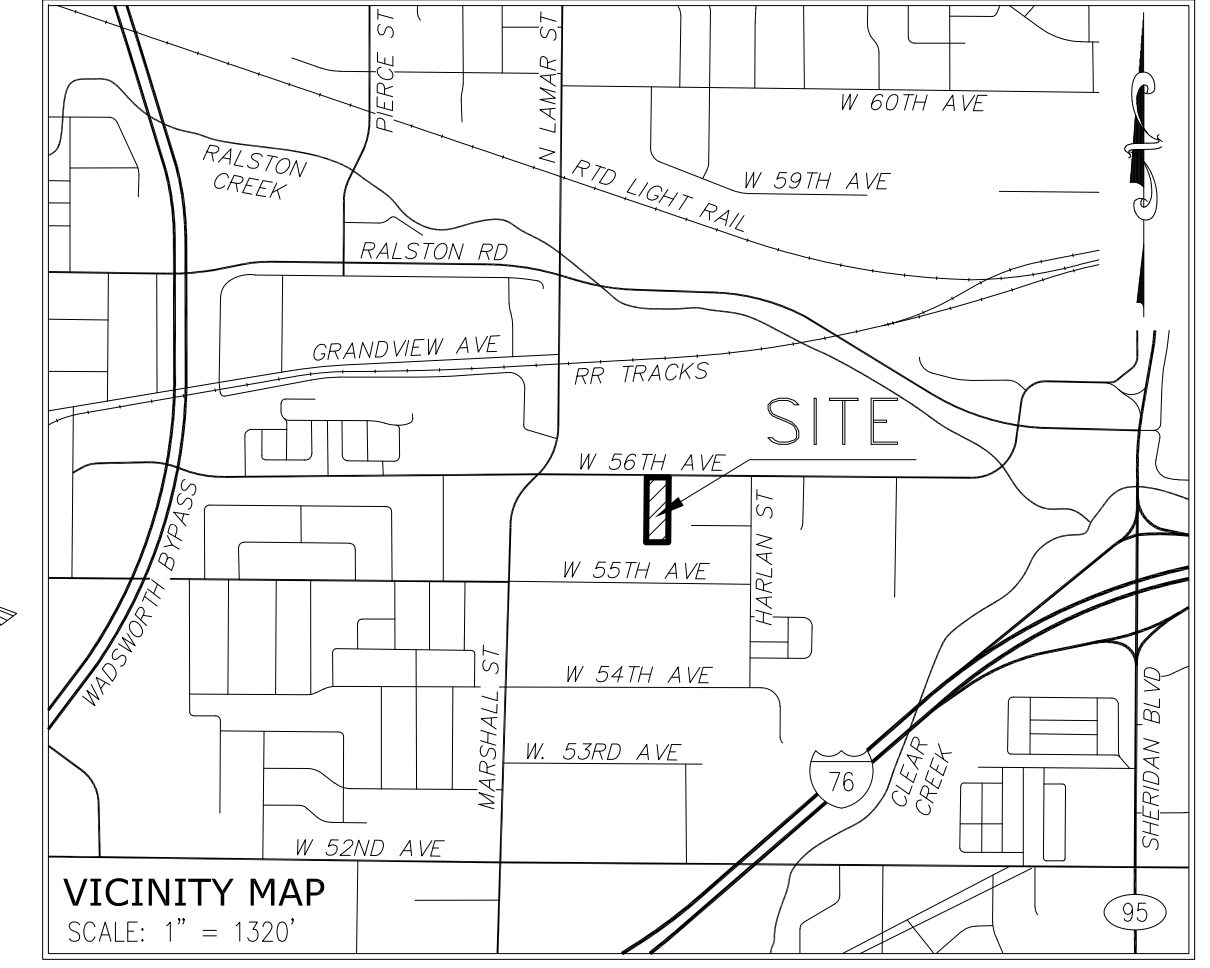 PIERCE ST
N LAMAR ST
W 60TH AVE
RALSTON
CREEK
RTD LIGHT RAIL
W 59TH AVE
RALSTON RD
GRANDVIEW AVE
RR TRACKS
SITE
W 56TH AVE
WADSWORTH BYPASS
HARLAN ST
W 55TH AVE
W 54TH AVE
MARSHALL ST
W. 53RD AVE
76
CLEAR
CREEK
SHERIDAN BLVD
W 52ND AVE
VICINITY MAP
SCALE: 1" = 1320'
95